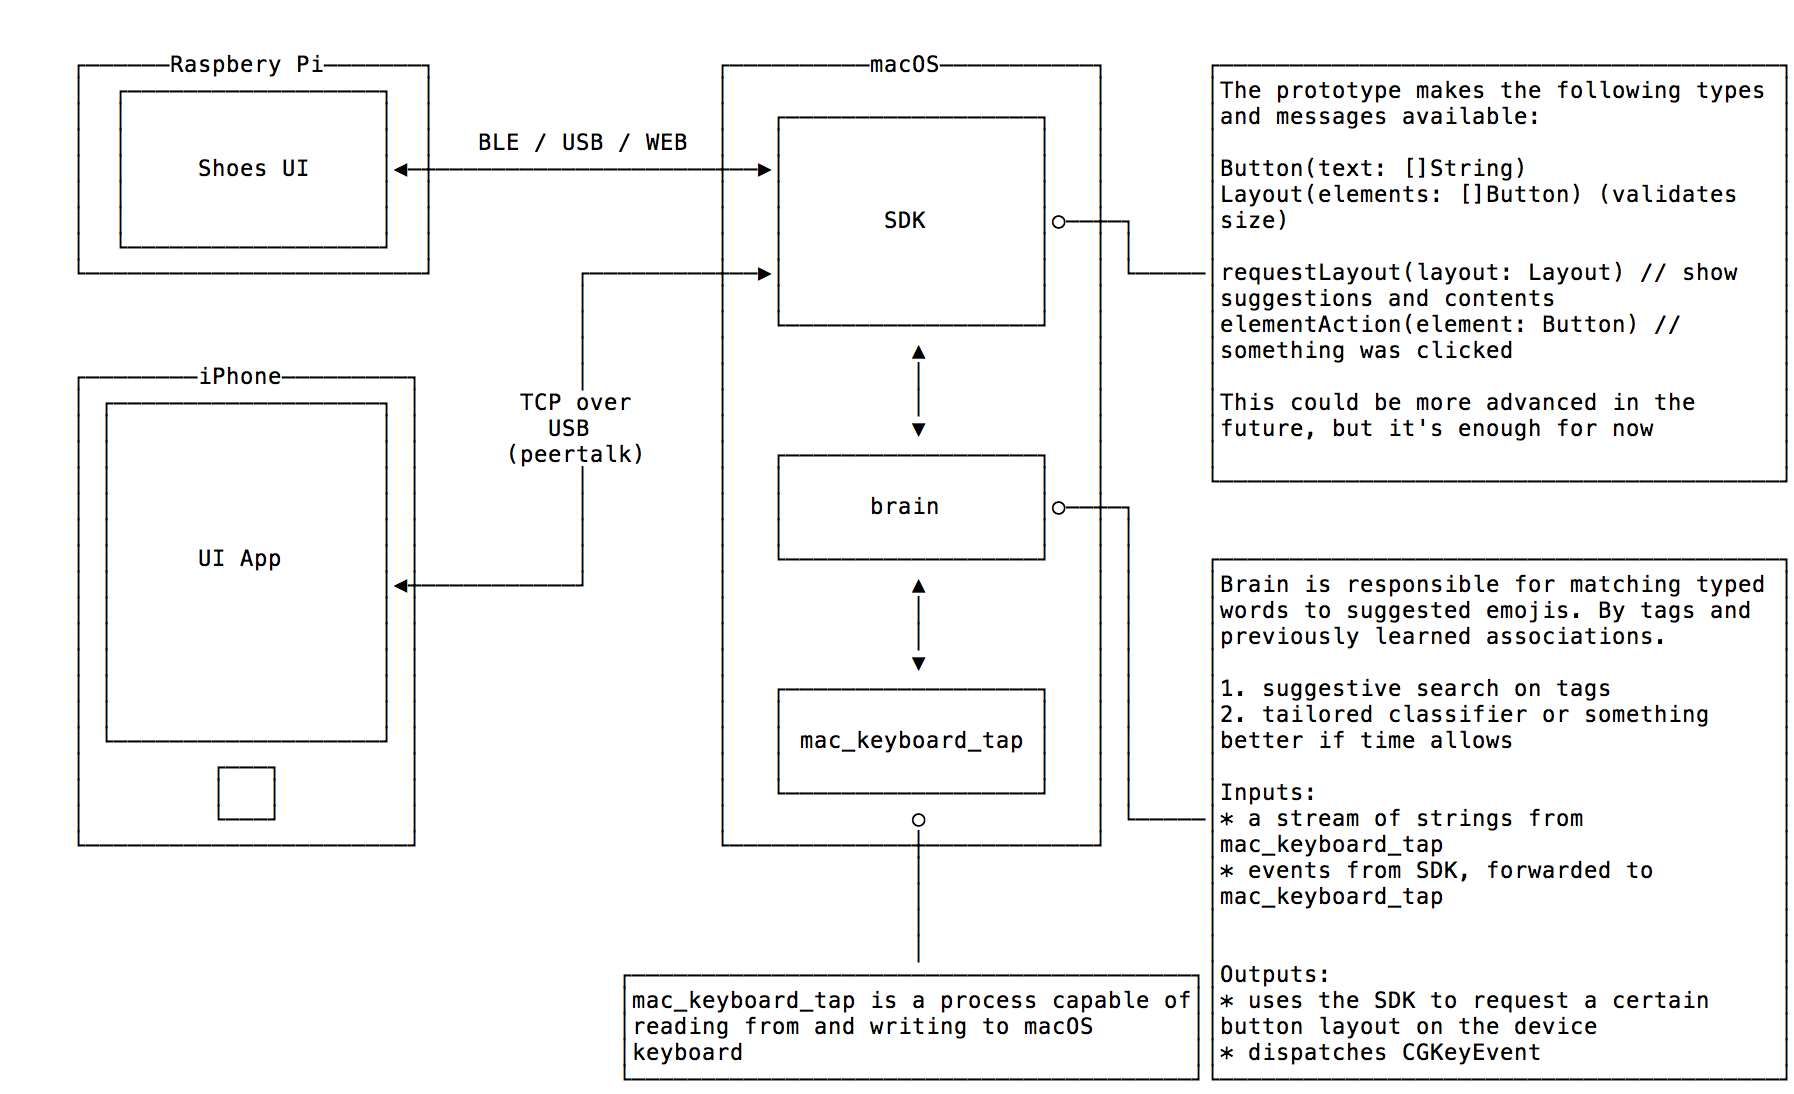 Raspbery Pi
Shoes UI
BLE / USB / WEB
macOS
SDK
iPhone
UI App
TCP over
USB
(peertalk)
brain
mac_keyboard_tap
mac_keyboard_tap is a process capable of
reading from and writing to macOS
keyboard
The prototype makes the following types
and messages available:
Button(text: []String)
Layout(elements: []Button) (validates
size)
requestLayout(layout: Layout) // show
suggestions and contents
elementAction(element: Button) //
something was clicked
This could be more advanced in the
future, but it's enough for now
Brain is responsible for matching typed
words to suggested emojis. By tags and
previously learned associations.
1. suggestive search on tags
2. tailored classifier or something
better if time allows
Inputs:
* a stream of strings from
mac_keyboard_tap
* events from SDK, forwarded to
mac_keyboard_tap
Outputs:
* uses the SDK to request a certain
button layout on the device
* dispatches CGKeyEvent